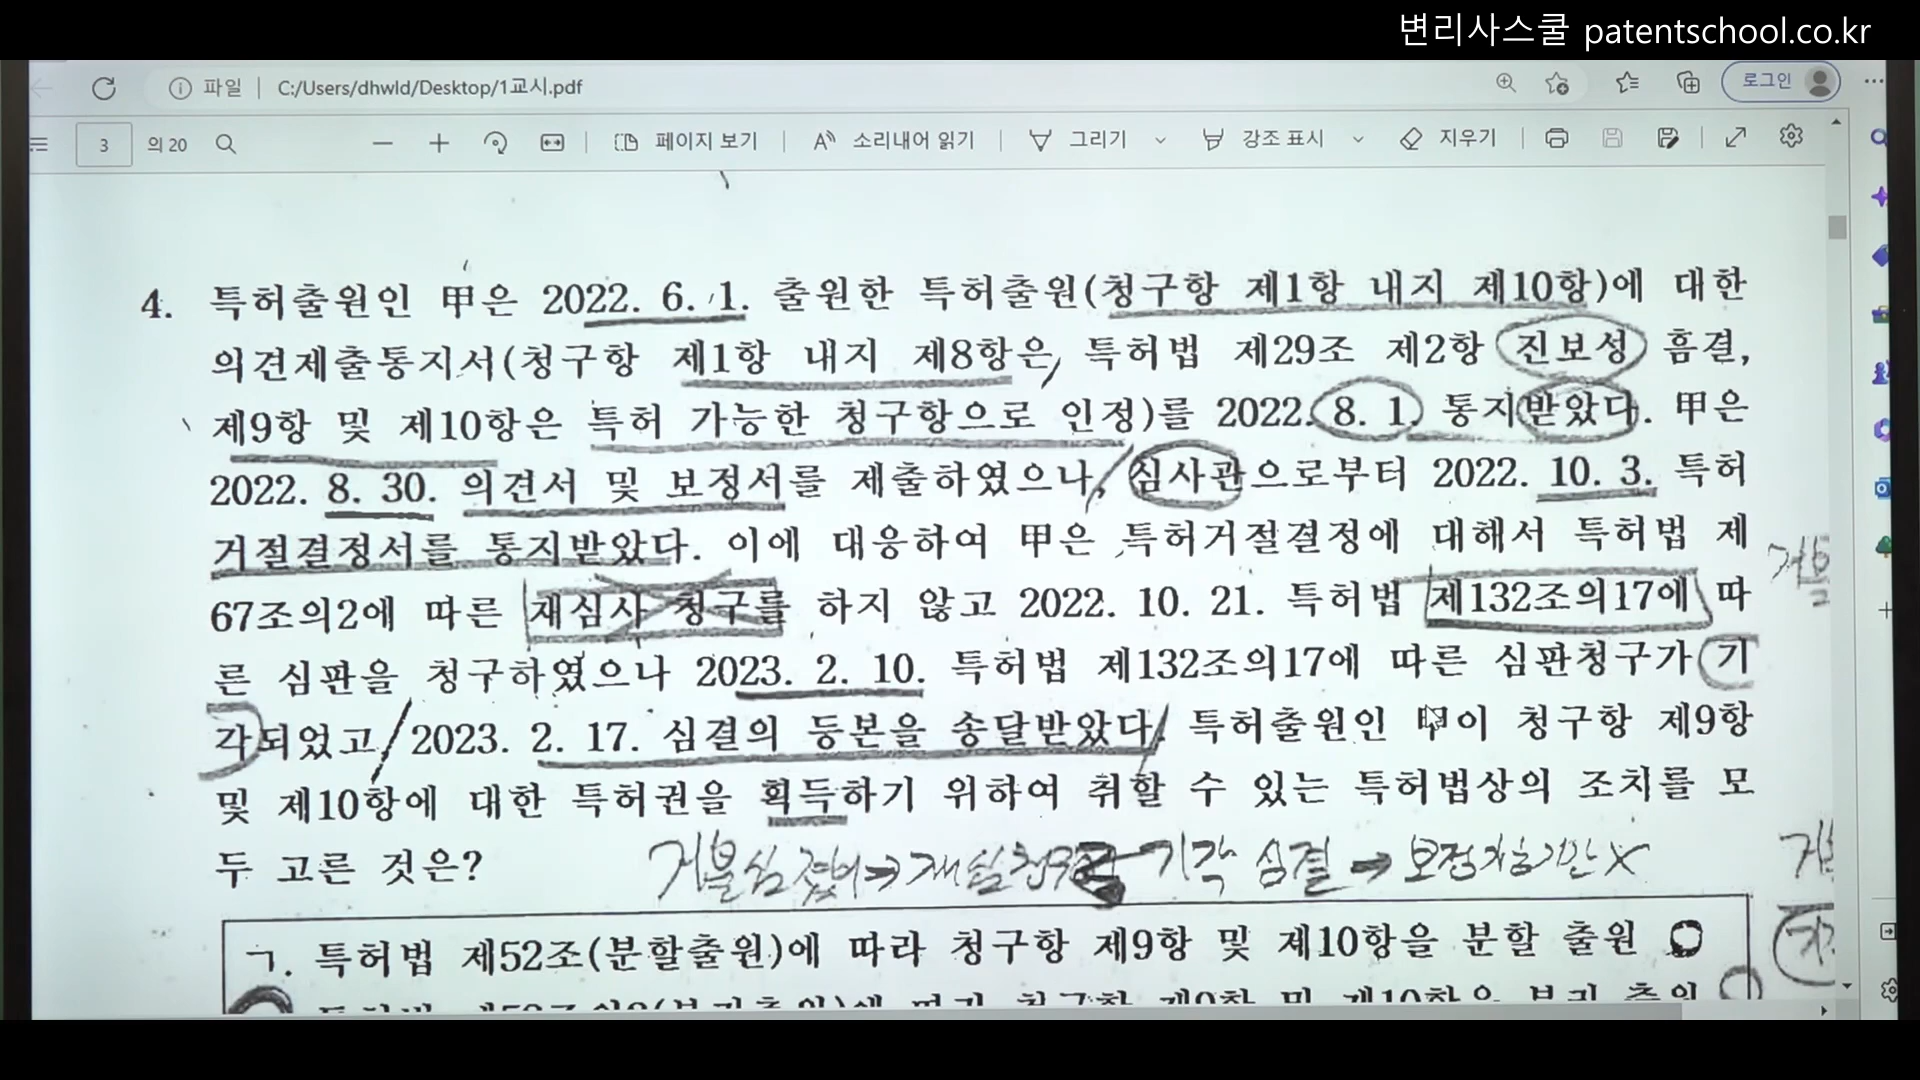 변리사스쿨 patentschool.co.kr
파일 C:/Users/dhwld/Desktop/1교시.pdf 로그인
3 의 20 페이지 보기 소리내어 읽기 그리기 강조 표시 지우기
4. 특허출원인 甲은 2022. 6. 1. 출원한 특허출원(청구항 제1항 내지 제10항)에 대한
의견제출통지서(청구항 제1항 내지 제8항은 특허법 제29조 제2항 진보성 흠결,
제9항 및 제10항은 특허 가능한 청구항으로 인정)를 2022. 8. 1. 통지받았다. 甲은
2022. 8. 30. 의견서 및 보정서를 제출하였으나, 심사관으로부터 2022. 10. 3. 특허
거절결정서를 통지받았다. 이에 대응하여 甲은 특허거절결정에 대해서 특허법 제
67조의2에 따른 재심사 청구를 하지 않고 2022. 10. 21. 특허법 제132조의17에 따
른 심판을 청구하였으나 2023. 2. 10. 특허법 제132조의17에 따른 심판청구가 기
각되었고 2023. 2. 17. 심결의 등본을 송달받았다. 특허출원인 甲이 청구항 제9항
및 제10항에 대한 특허권을 획득하기 위하여 취할 수 있는 특허법상의 조치를 모
두 고른 것은?
기각 심결 → 보정가능기간 X
ㄱ. 특허법 제52조(분할출원)에 따라 청구항 제9항 및 제10항을 분할 출원